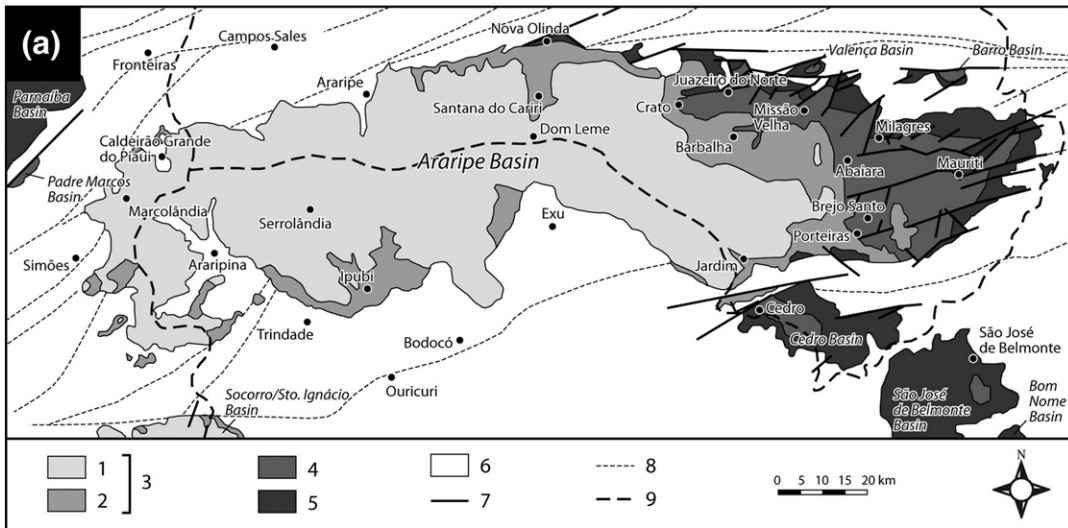 (a)
Nova Olinda
Campos Sales
Fronteiras
Valença Basin
Barro Basin
Parnaíba
Basin
Araripe
Juazeiro do Norte
Santana do Cariri
Crato
Missão
Velha
Caldeirão Grande
do Piauí
Dom Leme
Barbalha
Milagres
Araripe Basin
Abaiara
Mauriti
Padre Marcos
Basin
Marcolândia
Serrolândia
Exu
Brejo Santo
Porteiras
Simões
Araripina
Ipubi
Jardim
Trindade
Cedro
Bodocó
Cedro Basin
São José
de Belmonte
Ouricuri
Socorro/Sto. Ignácio
Basin
São José
de Belmonte
Basin
Bom
Nome
Basin
1
2
3
4
5
6
7
8
9
0 5 10 15 20 km
N